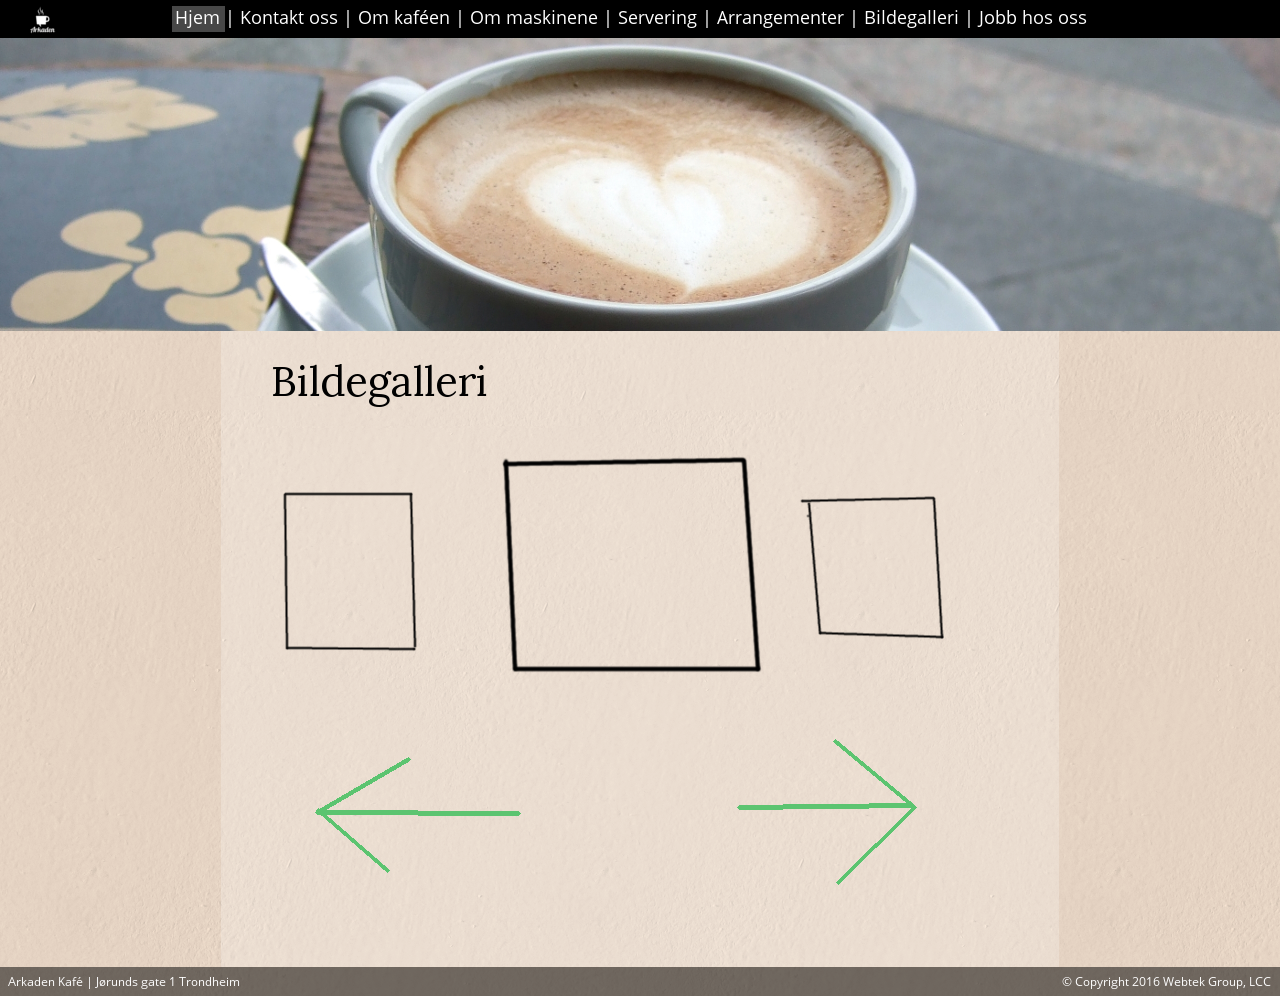 Arkaden
Hjem | Kontakt oss | Om kaféen | Om maskinene | Servering | Arrangementer | Bildegalleri | Jobb hos oss
Bildegalleri
Arkaden Kafé | Jørunds gate 1 Trondheim
© Copyright 2016 Webtek Group, LCC